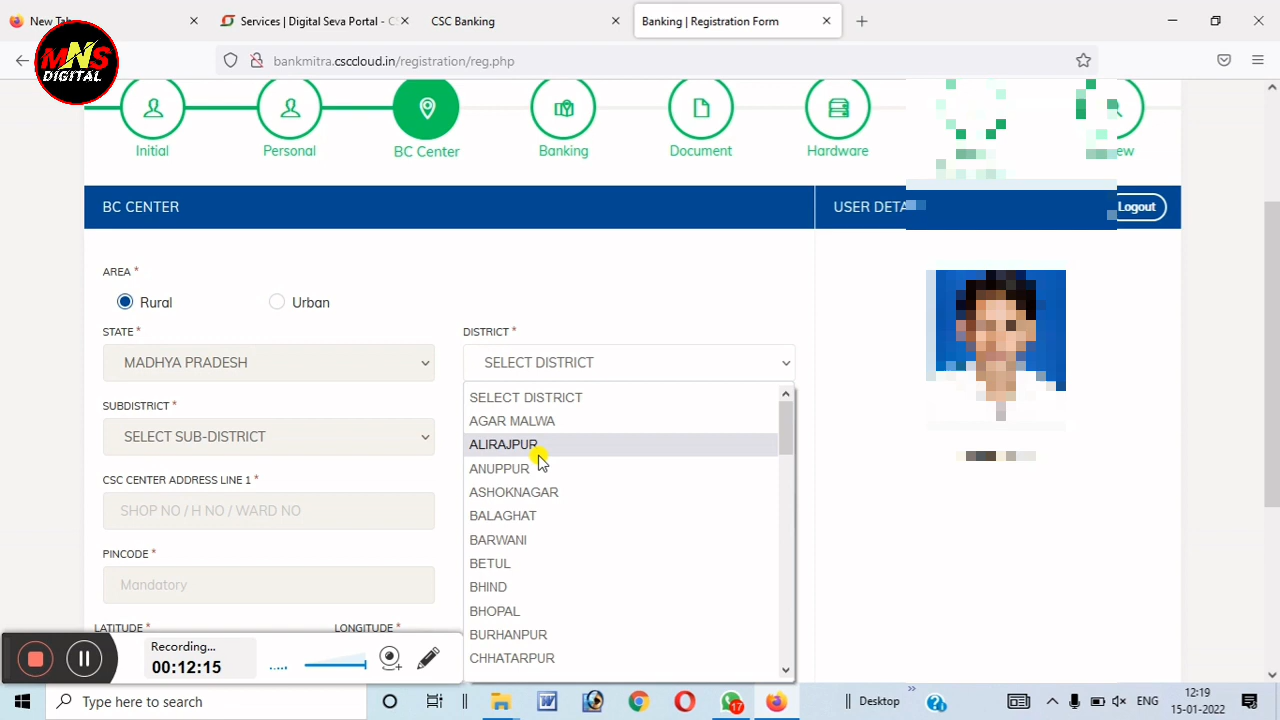 New Tab
Services | Digital Seva Portal - C
CSC Banking
Banking | Registration Form
MNS
DIGITAL
bankmitra.csccloud.in/registration/reg.php
Initial
Personal
BC Center
Banking
Document
Hardware
BC CENTER
USER DETA
Logout
AREA *
Rural
Urban
STATE *
DISTRICT *
MADHYA PRADESH
SELECT DISTRICT
SUBDISTRICT *
SELECT SUB-DISTRICT
CSC CENTER ADDRESS LINE 1 *
SHOP NO / H NO / WARD NO
PINCODE *
Mandatory
LATITUDE *
LONGITUDE *
SELECT DISTRICT
AGAR MALWA
ALIRAJPUR
ANUPPUR
ASHOKNAGAR
BALAGHAT
BARWANI
BETUL
BHIND
BHOPAL
BURHANPUR
CHHATARPUR
Recording...
00:12:15
Type here to search
17
Desktop
ENG
12:19
15-01-2022